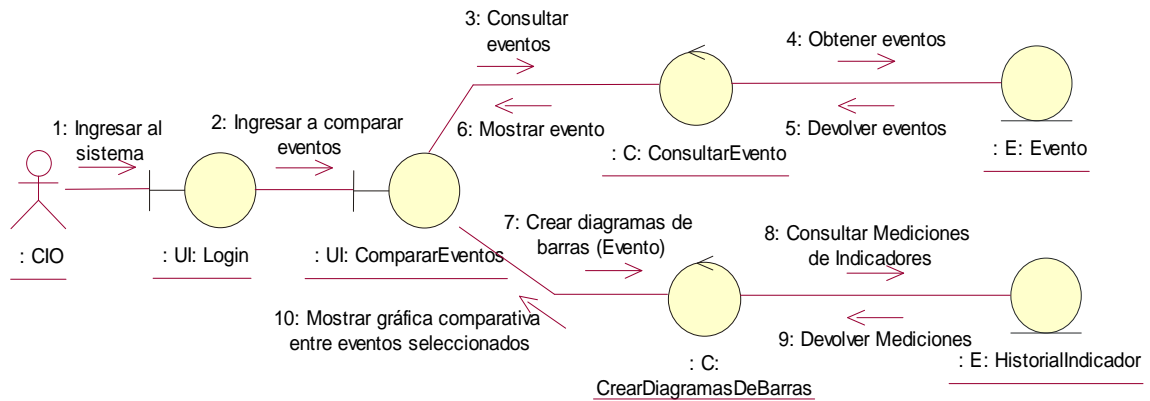 1: Ingresar al
sistema
: CIO
: UI: Login
2: Ingresar a comparar
eventos
: UI: CompararEventos
3: Consultar
eventos
6: Mostrar evento
: C: ConsultarEvento
4: Obtener eventos
5: Devolver eventos
: E: Evento
7: Crear diagramas de
barras (Evento)
10: Mostrar gráfica comparativa
entre eventos seleccionados
: C:
CrearDiagramasDeBarras
8: Consultar Mediciones
de Indicadores
9: Devolver Mediciones
: E: HistorialIndicador